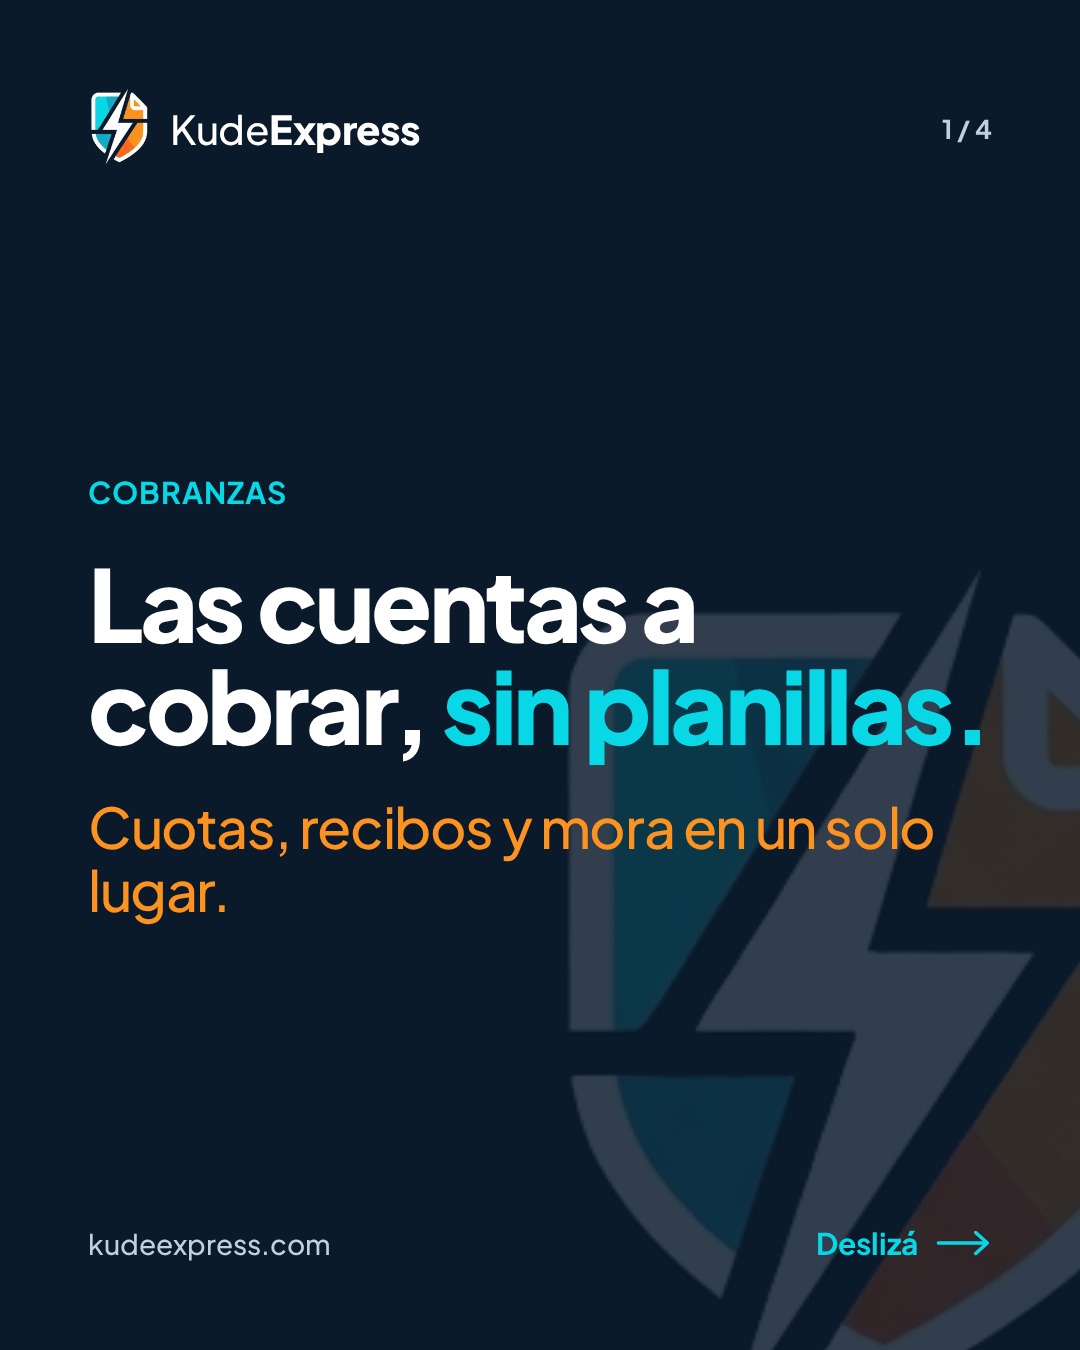 KudeExpress
1 / 4
COBRANZAS
Las cuentas a
cobrar, sin planillas.
Cuotas, recibos y mora en un solo
lugar.
kudeexpress.com
Deslizá →